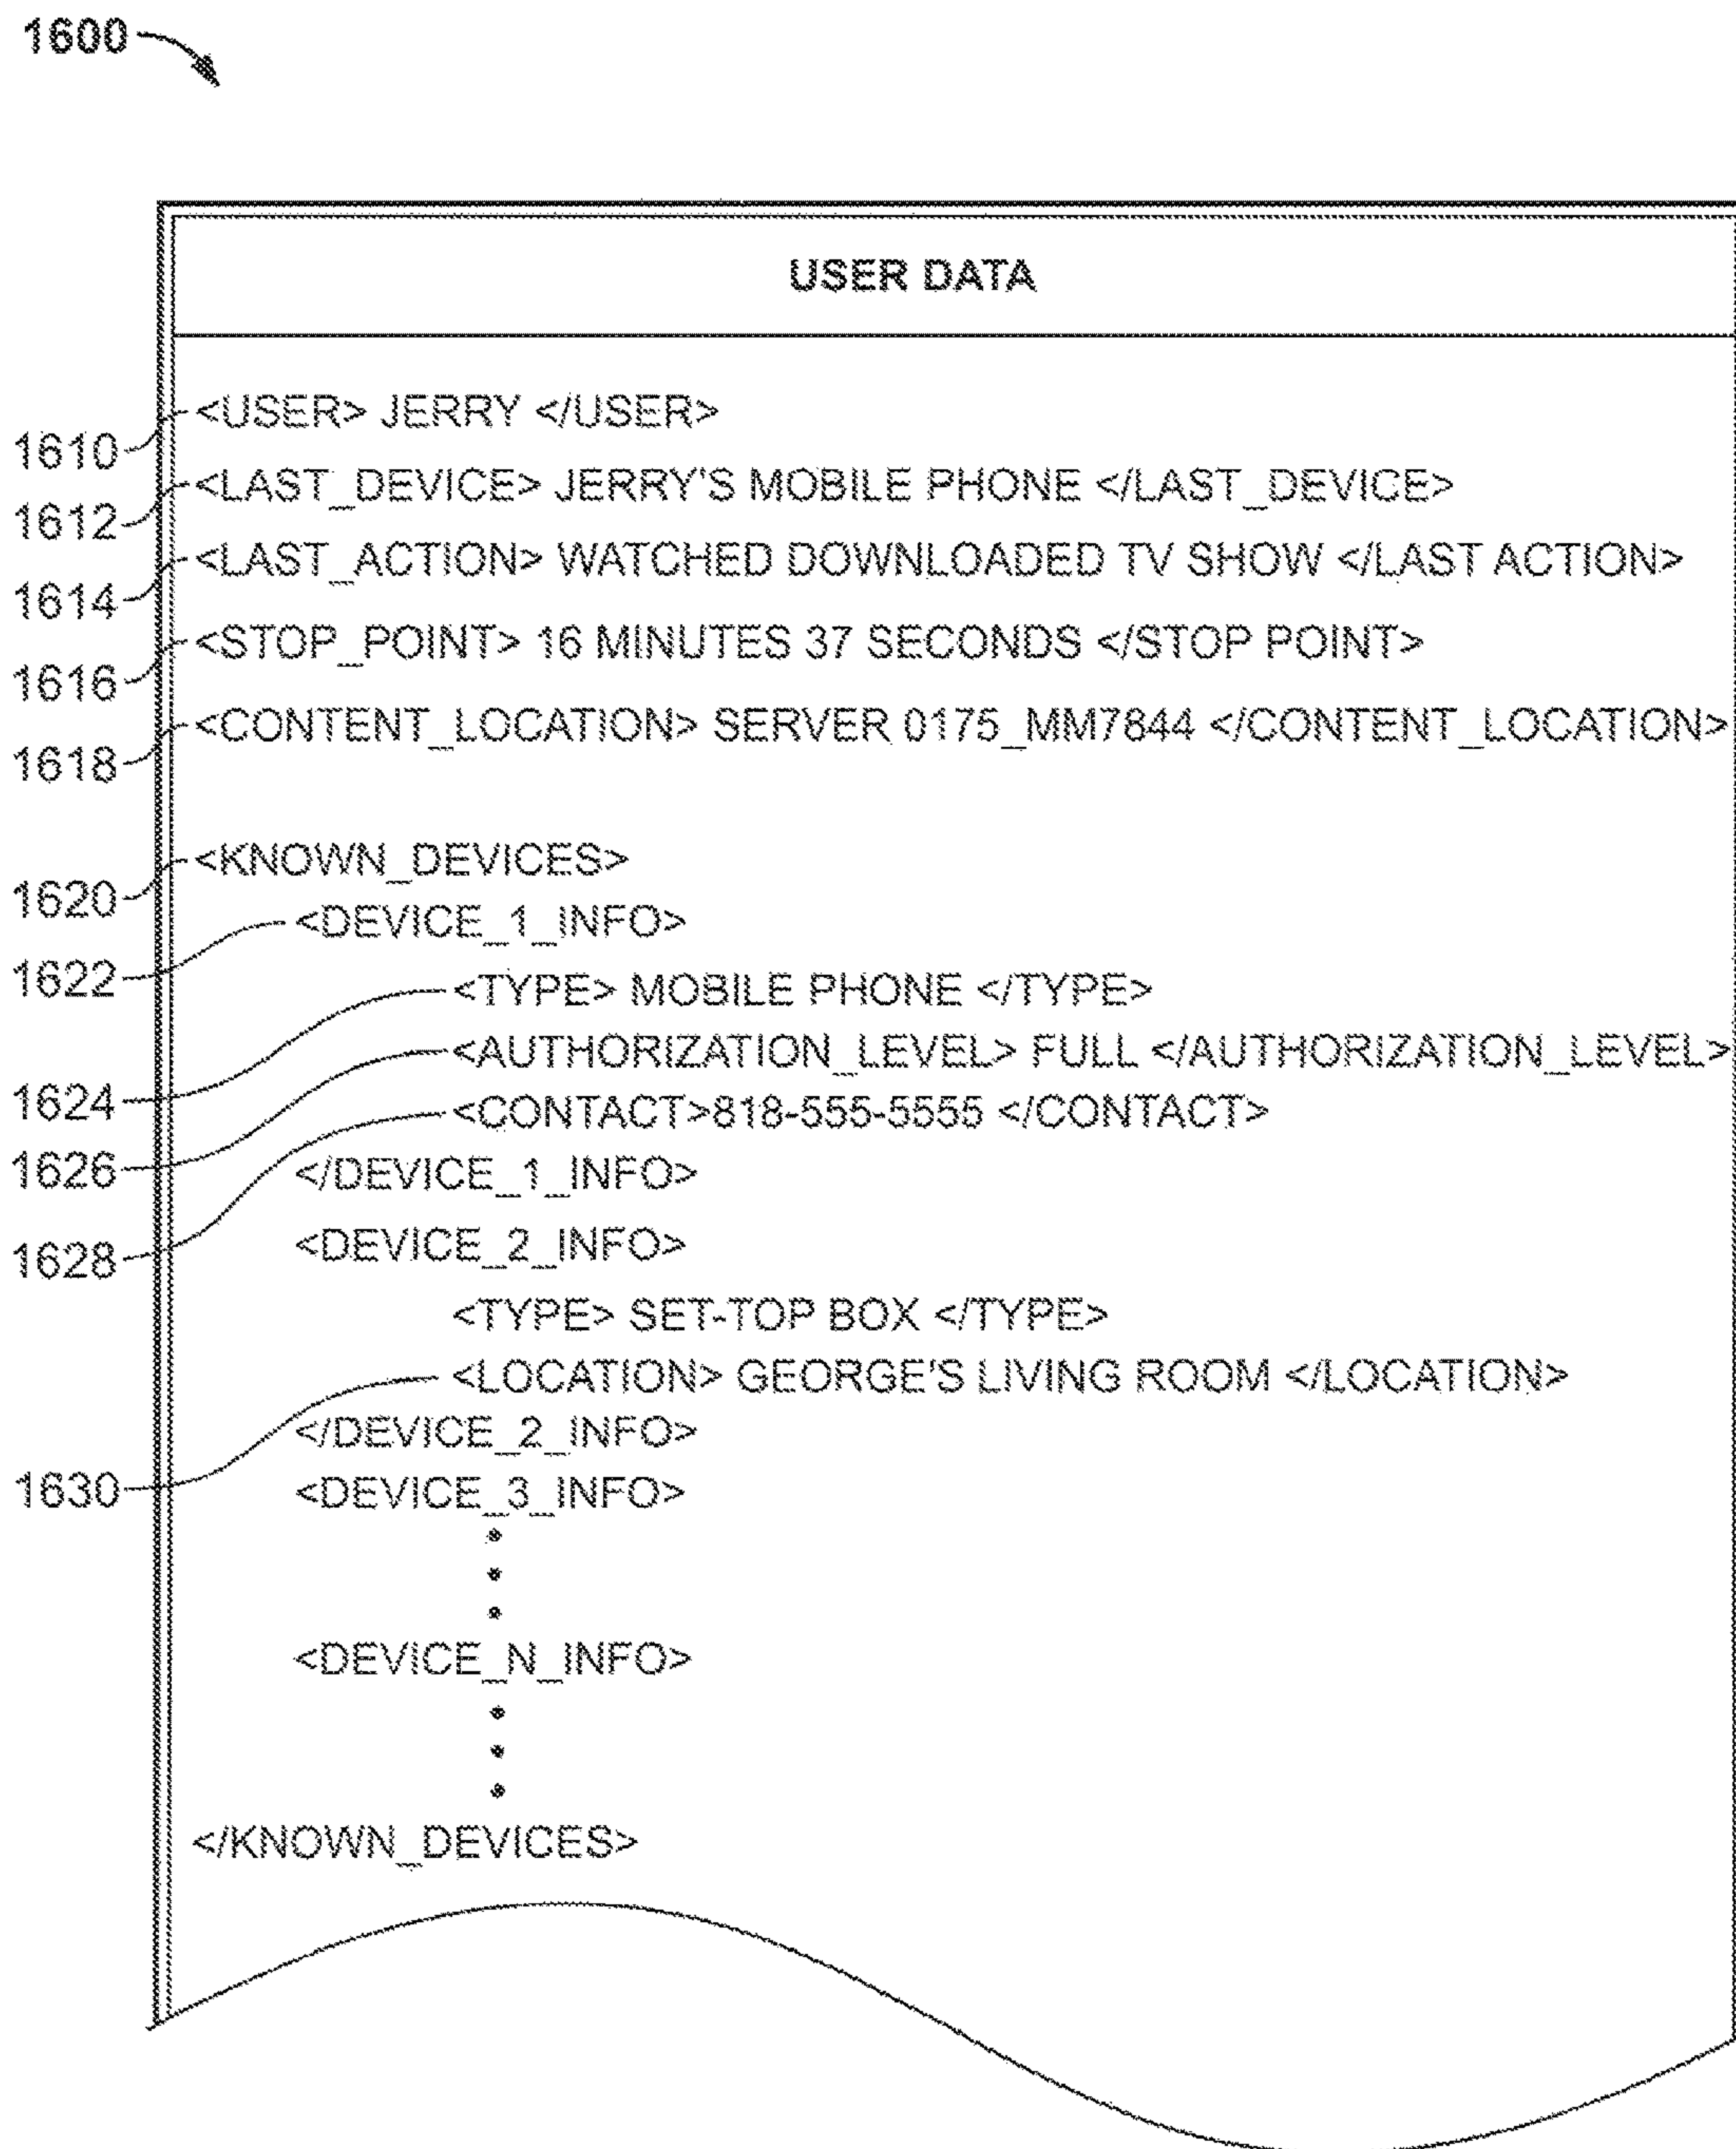 1600
USER DATA
1610 <USER> JERRY </USER>
1612 <LAST_DEVICE> JERRY'S MOBILE PHONE </LAST_DEVICE>
1614 <LAST_ACTION> WATCHED DOWNLOADED TV SHOW </LAST ACTION>
1616 <STOP_POINT> 16 MINUTES 37 SECONDS </STOP POINT>
1618 <CONTENT_LOCATION> SERVER 0175_MM7844 </CONTENT_LOCATION>
1620 <KNOWN_DEVICES>
1622 <DEVICE_1_INFO>
1624 <TYPE> MOBILE PHONE </TYPE>
1626 <AUTHORIZATION_LEVEL> FULL </AUTHORIZATION_LEVEL>
1628 <CONTACT>818-555-5555 </CONTACT>
</DEVICE_1_INFO>
<DEVICE_2_INFO>
<TYPE> SET-TOP BOX </TYPE>
1630 <LOCATION> GEORGE'S LIVING ROOM </LOCATION>
</DEVICE_2_INFO>
<DEVICE_3_INFO>
<DEVICE_N_INFO>
</KNOWN_DEVICES>